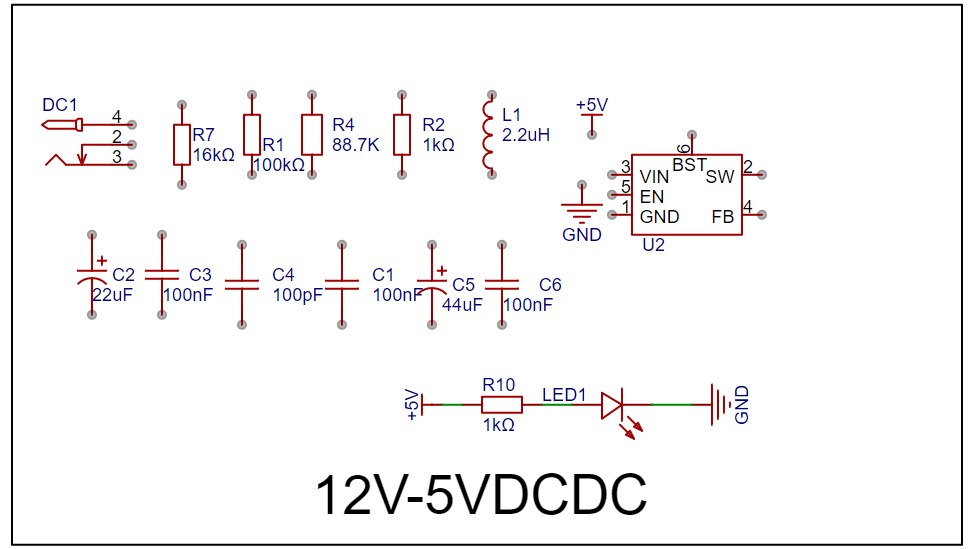 DC1
4
2
3
R7
16kΩ
R1
100kΩ
R4
88.7K
R2
1kΩ
L1
2.2uH
+5V
GND
6
BST
3 VIN
SW 2
5 EN
1 GND
FB 4
U2
+ C2
22uF
C3
100nF
C4
100pF
C1
100nF
+ C5
44uF
C6
100nF
+5V
R10
1kΩ
LED1
GND
12V-5VDCDC